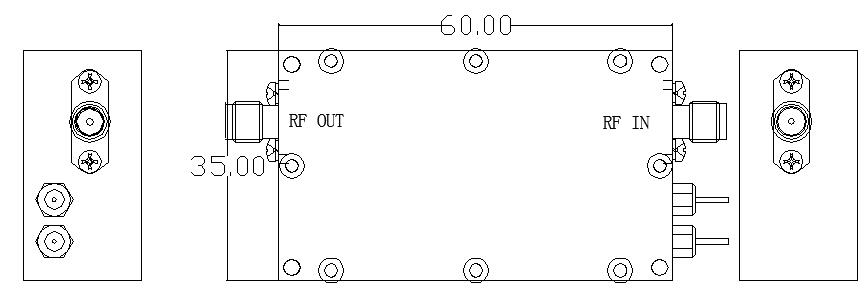 60.00
RF OUT
RF IN
35.00